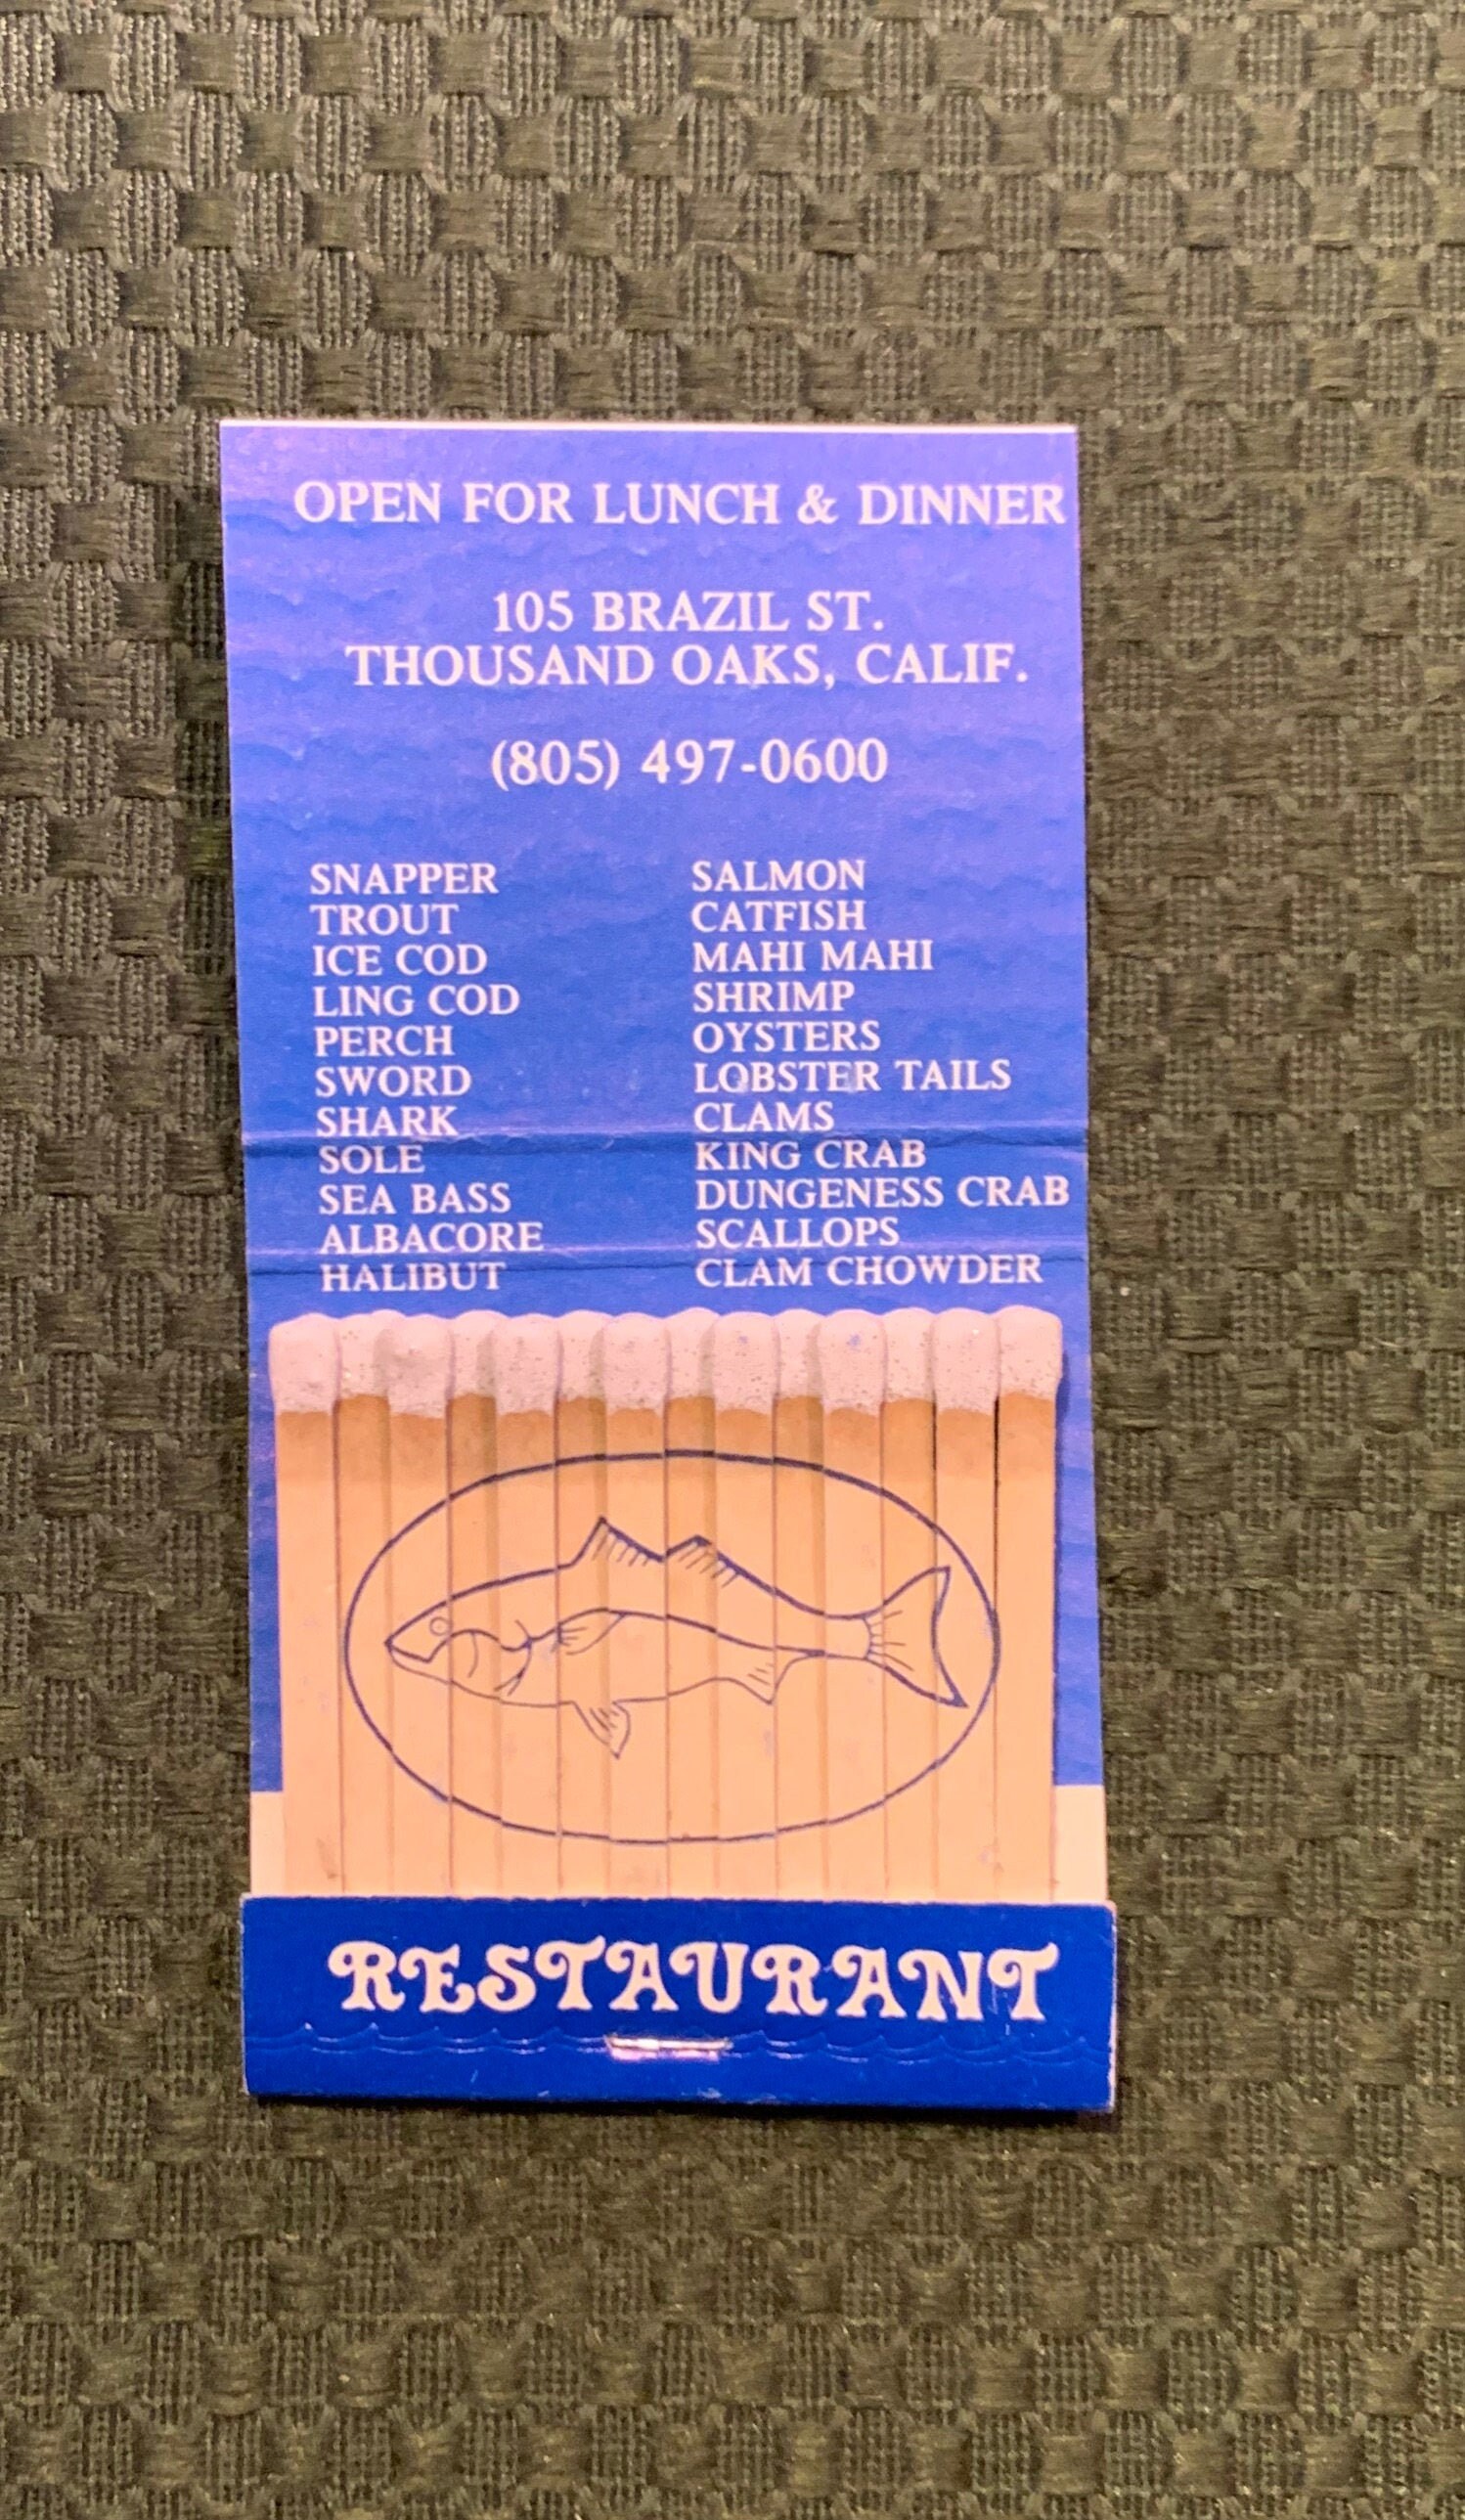 OPEN FOR LUNCH & DINNER
105 BRAZIL ST.
THOUSAND OAKS, CALIF.
(805) 497-0600
SNAPPER
TROUT
ICE COD
LING COD
PERCH
SWORD
SHARK
SOLE
SEA BASS
ALBACORE
HALIBUT
SALMON
CATFISH
MAHI MAHI
SHRIMP
OYSTERS
LOBSTER TAILS
CLAMS
KING CRAB
DUNGENESS CRAB
SCALLOPS
CLAM CHOWDER
RESTAURANT